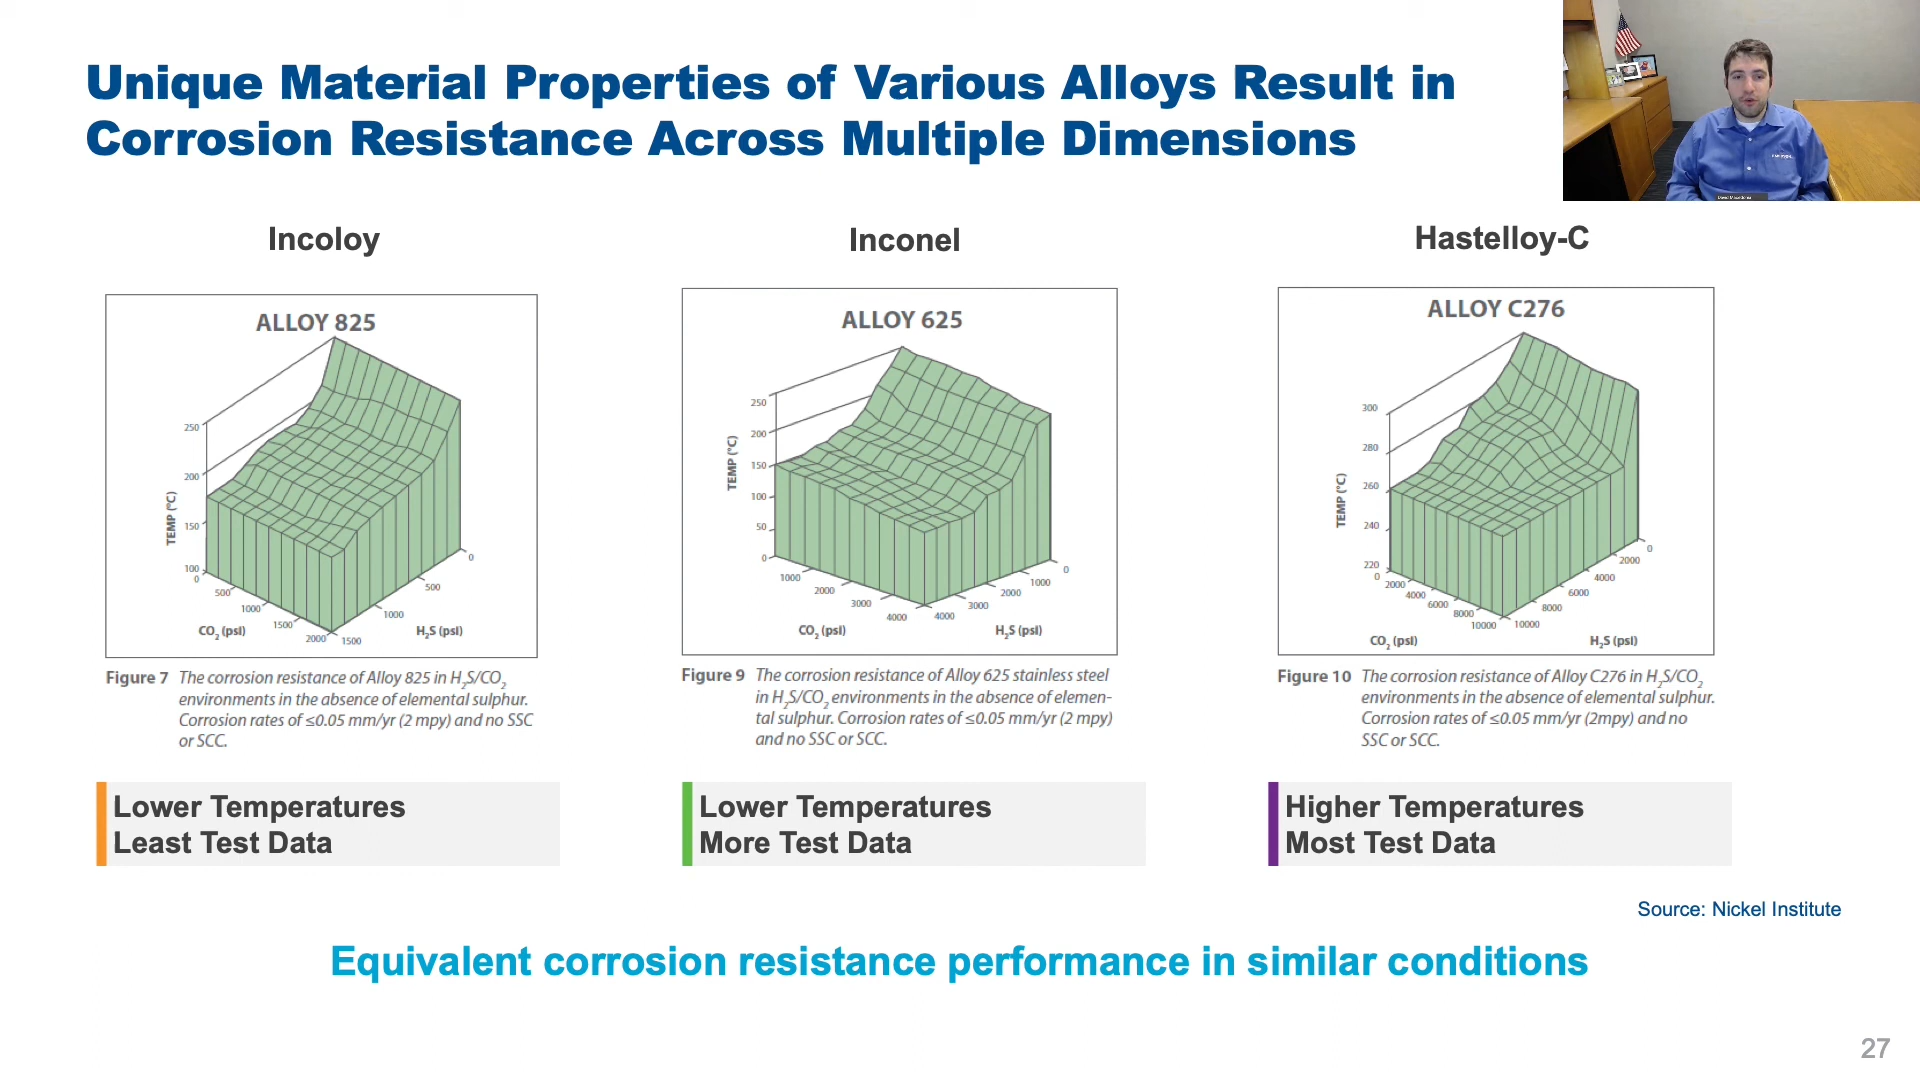 Unique Material Properties of Various Alloys Result in
Corrosion Resistance Across Multiple Dimensions
Incoloy
ALLOY 825
250
200
150
100
TEMP (°C)
0
500
1000
1500
2000
CO2 (psi)
1500
1000
500
0
H2S (psi)
Figure 7 The corrosion resistance of Alloy 825 in H2S/CO2
environments in the absence of elemental sulphur.
Corrosion rates of ≤0.05 mm/yr (2 mpy) and no SSC
or SCC.
Lower Temperatures
Least Test Data
Inconel
ALLOY 625
250
200
150
100
50
0
TEMP (°C)
1000
2000
3000
4000
CO2 (psi)
4000
3000
2000
1000
0
H2S (psi)
Figure 9 The corrosion resistance of Alloy 625 stainless steel
in H2S/CO2 environments in the absence of elemen-
tal sulphur. Corrosion rates of ≤0.05 mm/yr (2 mpy)
and no SSC or SCC.
Lower Temperatures
More Test Data
Hastelloy-C
ALLOY C276
300
280
260
240
220
TEMP (°C)
0
2000
4000
6000
8000
10000
CO2 (psi)
10000
8000
6000
4000
2000
0
H2S (psi)
Figure 10 The corrosion resistance of Alloy C276 in H2S/CO2
environments in the absence of elemental sulphur.
Corrosion rates of ≤0.05 mm/yr (2mpy) and no
SSC or SCC.
Higher Temperatures
Most Test Data
Source: Nickel Institute
Equivalent corrosion resistance performance in similar conditions
27